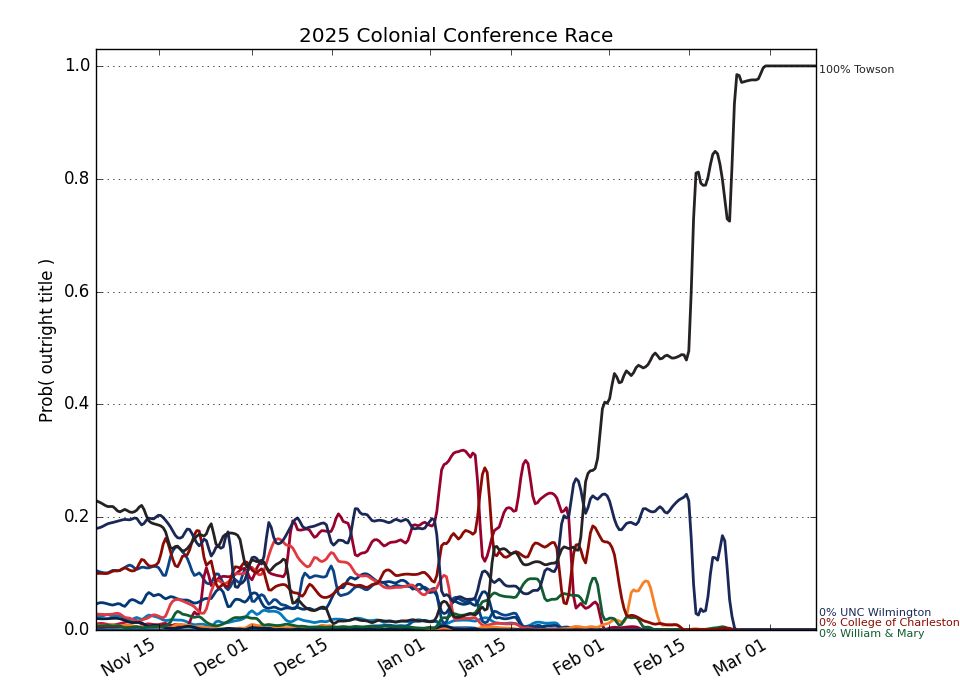 2025 Colonial Conference Race
Prob( outright title )
1.0
0.8
0.6
0.4
0.2
0.0
100% Towson
0% UNC Wilmington
0% College of Charleston
0% William & Mary
Nov 15
Dec 01
Dec 15
Jan 01
Jan 15
Feb 01
Feb 15
Mar 01